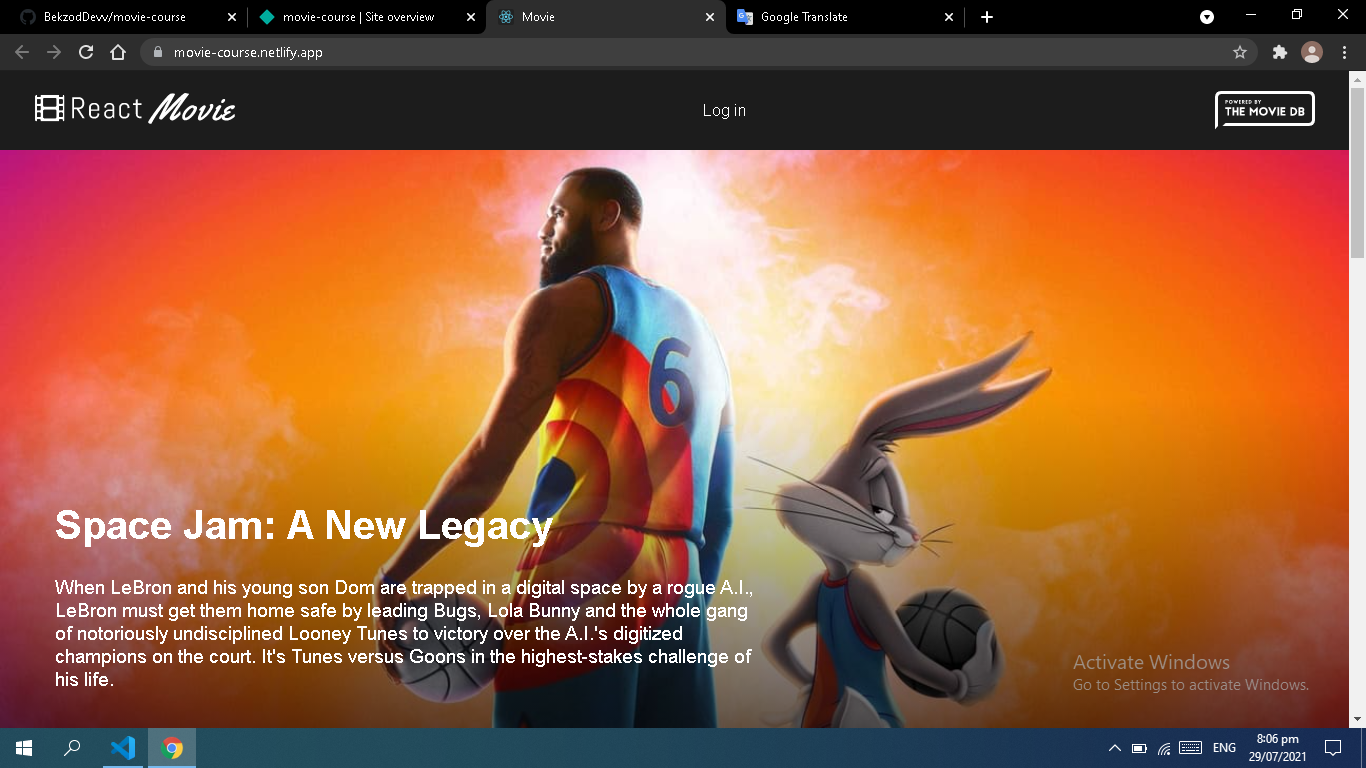 BekzodDevv/movie-course
movie-course | Site overview
Movie
Google Translate
movie-course.netlify.app
React Movie
Log in
POWERED BY
THE MOVIE DB
6
Space Jam: A New Legacy
When LeBron and his young son Dom are trapped in a digital space by a rogue A.I.,
LeBron must get them home safe by leading Bugs, Lola Bunny and the whole gang
of notoriously undisciplined Looney Tunes to victory over the A.I.'s digitized
champions on the court. It's Tunes versus Goons in the highest-stakes challenge of
his life.
Activate Windows
Go to Settings to activate Windows.
ENG
8:06 pm
29/07/2021